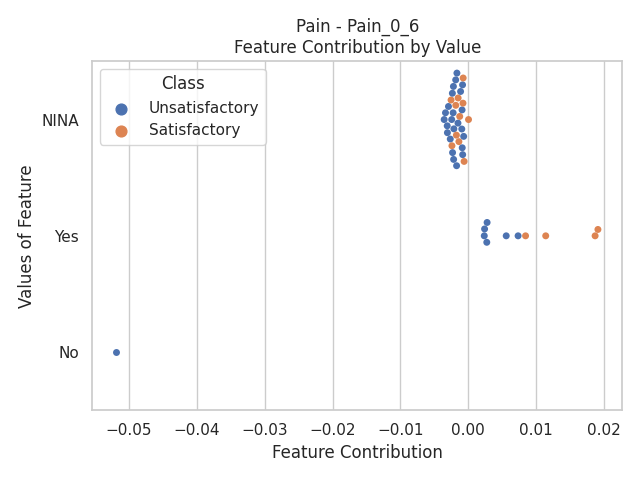 Pain - Pain_0_6
Feature Contribution by Value
Class
Unsatisfactory
Satisfactory
NINA
Yes
No
Values of Feature
−0.05 −0.04 −0.03 −0.02 −0.01 0.00 0.01 0.02
Feature Contribution